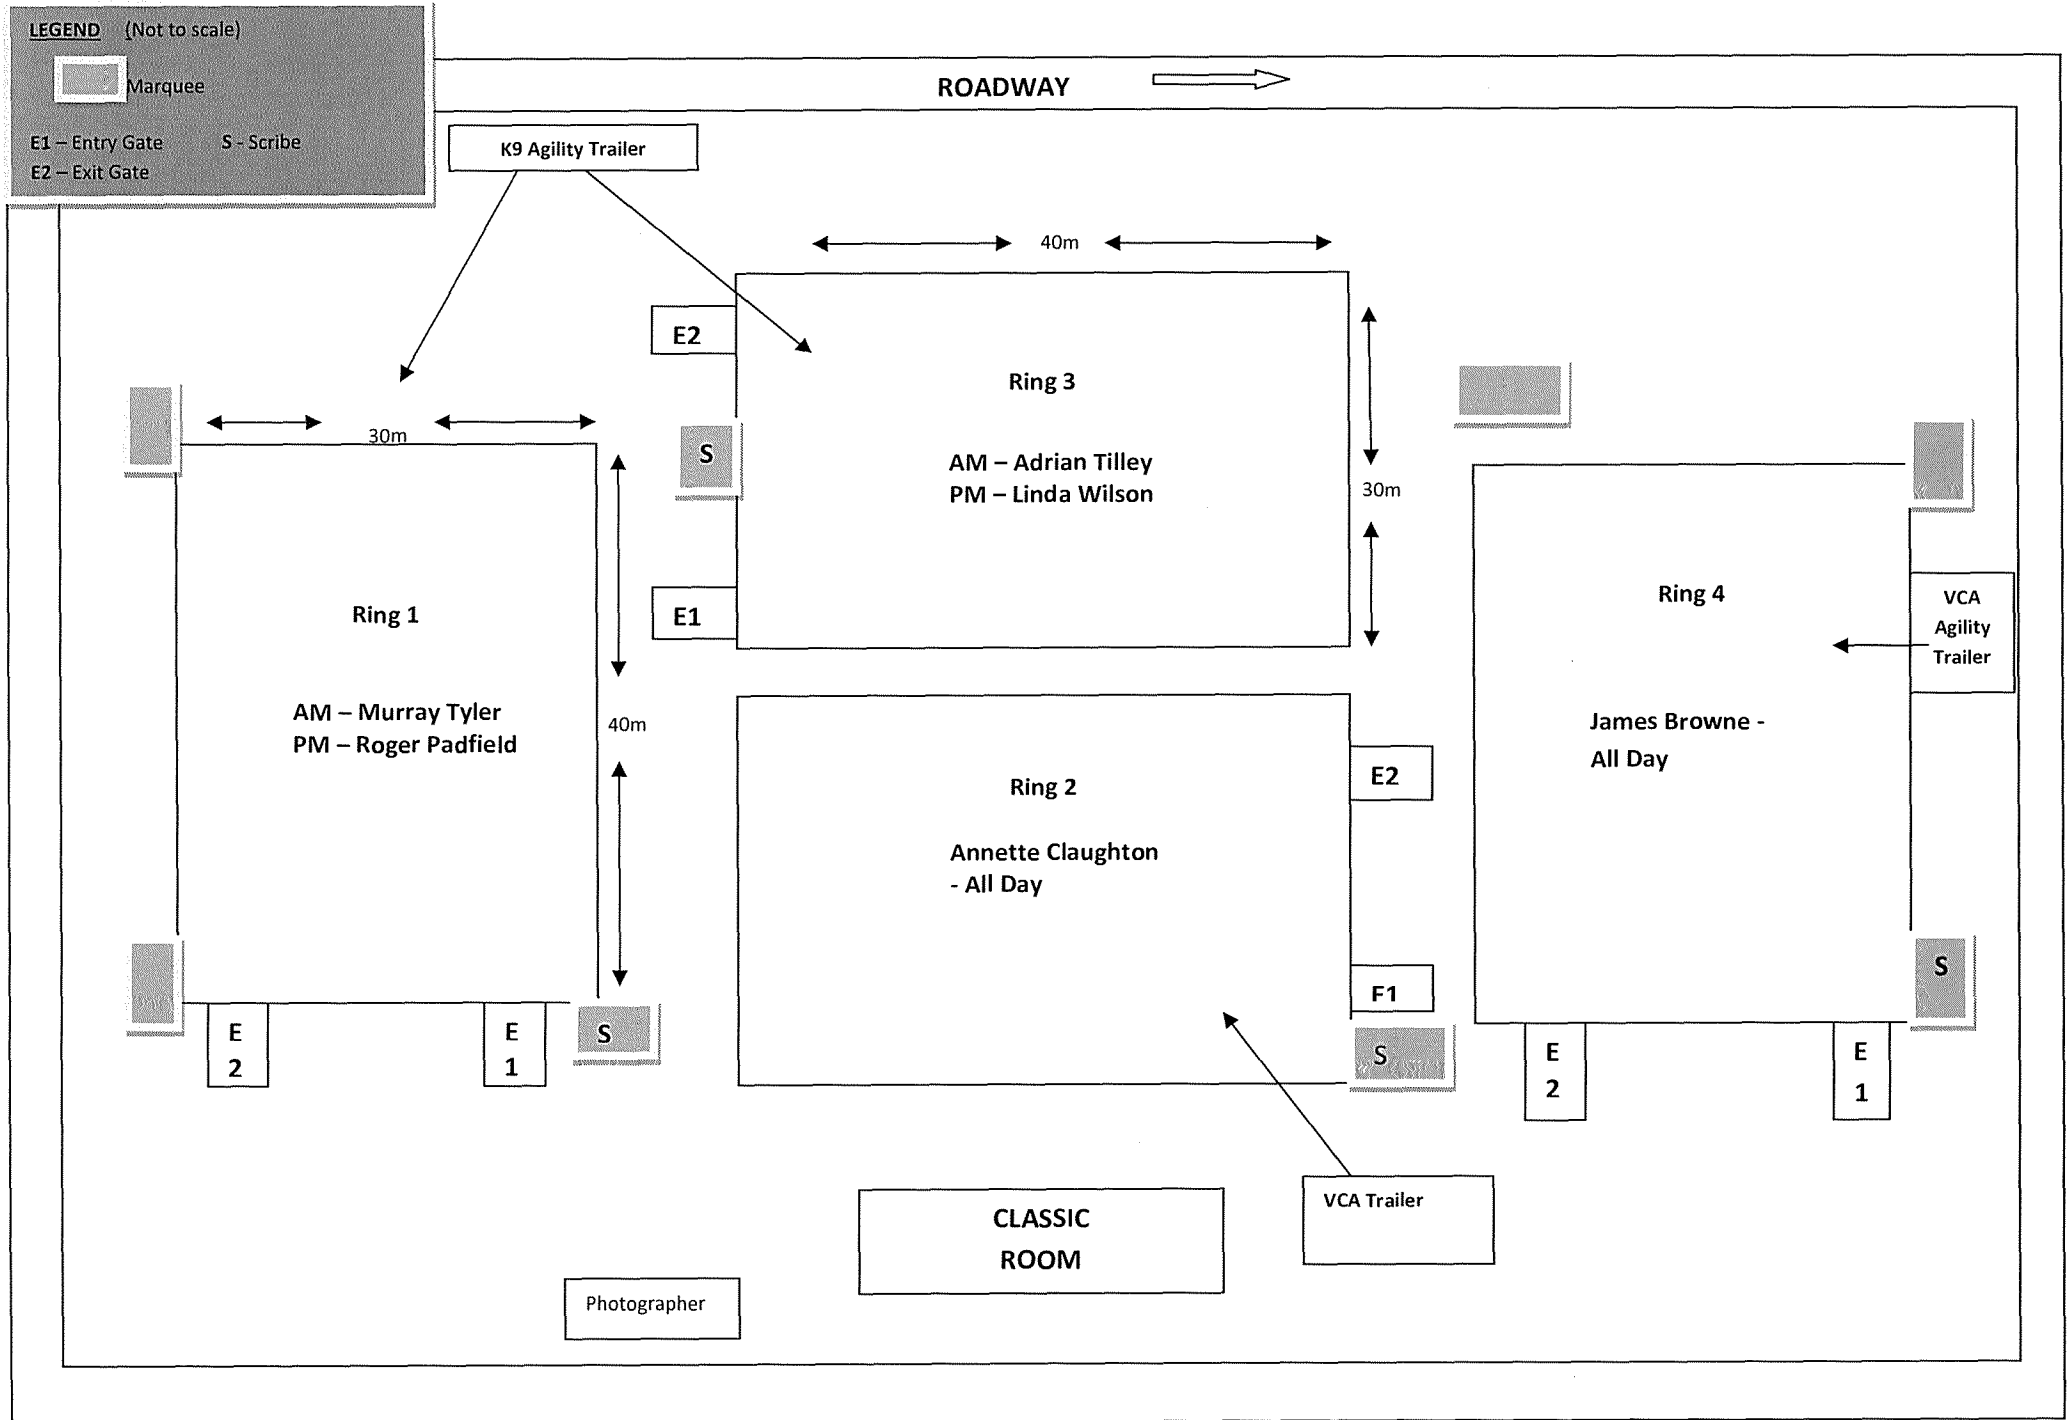 LEGEND (Not to scale)
Marquee
E1 – Entry Gate S - Scribe
E2 – Exit Gate
ROADWAY
K9 Agility Trailer
40m
E2
Ring 3
S
AM – Adrian Tilley
PM – Linda Wilson
30m
E1
30m
Ring 1
AM – Murray Tyler
PM – Roger Padfield
40m
E
2
E
1
S
Ring 2
Annette Claughton
- All Day
E2
F1
S
Ring 4
James Browne -
All Day
VCA
Agility
Trailer
S
E
2
E
1
CLASSIC
ROOM
VCA Trailer
Photographer